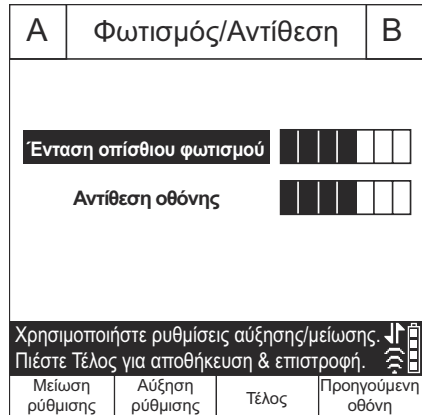 A Φωτισμός/Αντίθεση B
Ένταση οπίσθιου φωτισμού
Αντίθεση οθόνης
Χρησιμοποιήστε ρυθμίσεις αύξησης/μείωσης.
Πιέστε Τέλος για αποθήκευση & επιστροφή.
Μείωση ρύθμισης
Αύξηση ρύθμισης
Τέλος
Προηγούμενη οθόνη